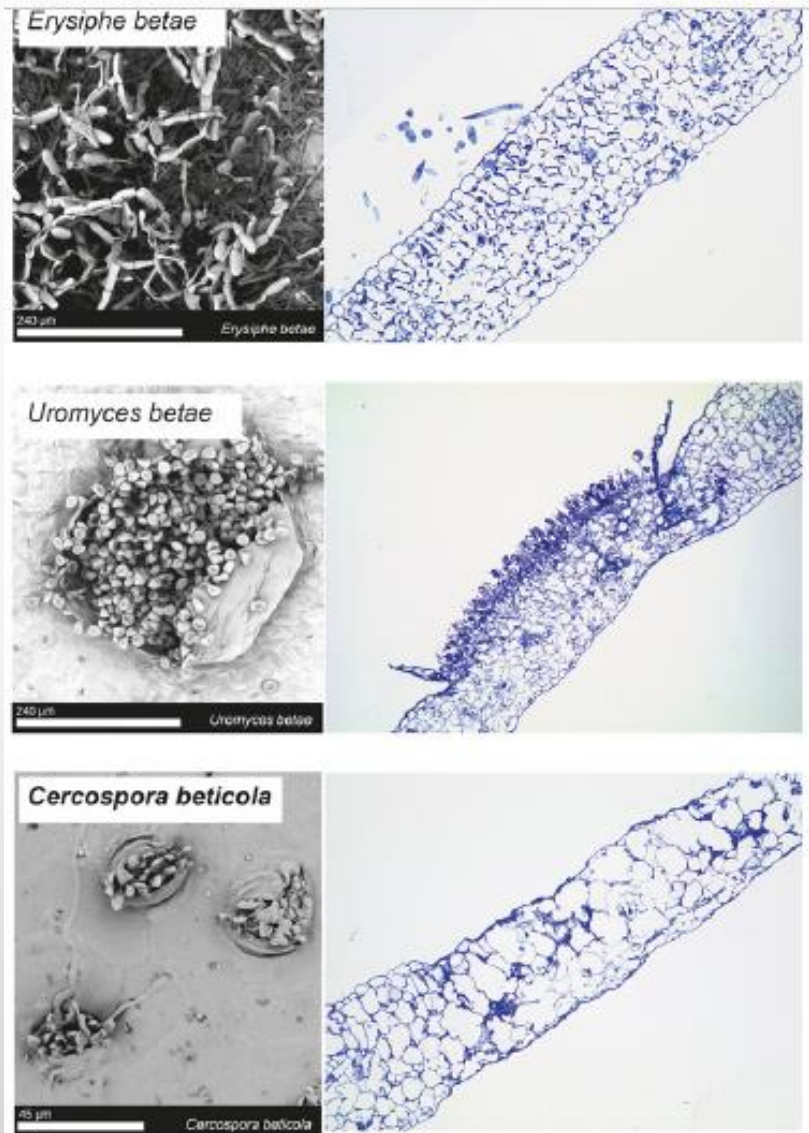 Erysiphe betae
240 µm
Erysiphe betae
Uromyces betae
240 µm
Uromyces betae
Cercospora beticola
45 µm
Cercospora beticola